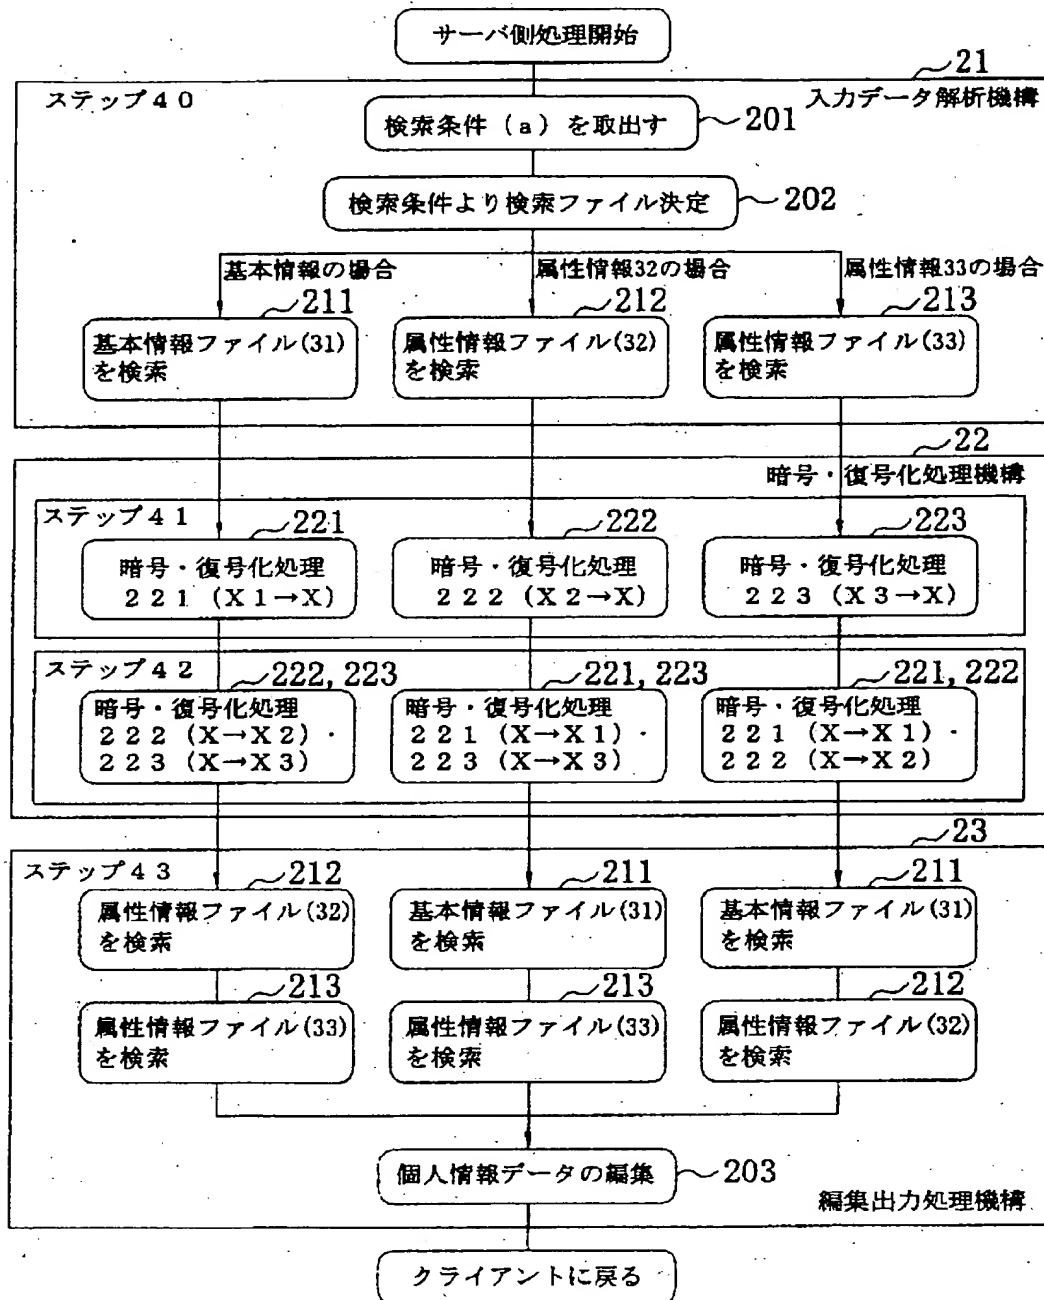 サーバ側処理開始
21
ステップ40
入力データ解析機構
検索条件(a)を取出す
201
検索条件より検索ファイル決定
202
基本情報の場合
属性情報32の場合
属性情報33の場合
211
212
213
基本情報ファイル(31)
を検索
属性情報ファイル(32)
を検索
属性情報ファイル(33)
を検索
22
暗号・復号化処理機構
ステップ41
221
222
223
暗号・復号化処理
221(X1→X)
暗号・復号化処理
222(X2→X)
暗号・復号化処理
223(X3→X)
ステップ42
222, 223
221, 223
221, 222
暗号・復号化処理
222(X→X2)・
223(X→X3)
暗号・復号化処理
221(X→X1)・
223(X→X3)
暗号・復号化処理
221(X→X1)・
222(X→X2)
23
ステップ43
212
211
211
属性情報ファイル(32)
を検索
基本情報ファイル(31)
を検索
基本情報ファイル(31)
を検索
213
213
212
属性情報ファイル(33)
を検索
属性情報ファイル(33)
を検索
属性情報ファイル(32)
を検索
個人情報データの編集
203
編集出力処理機構
クライアントに戻る